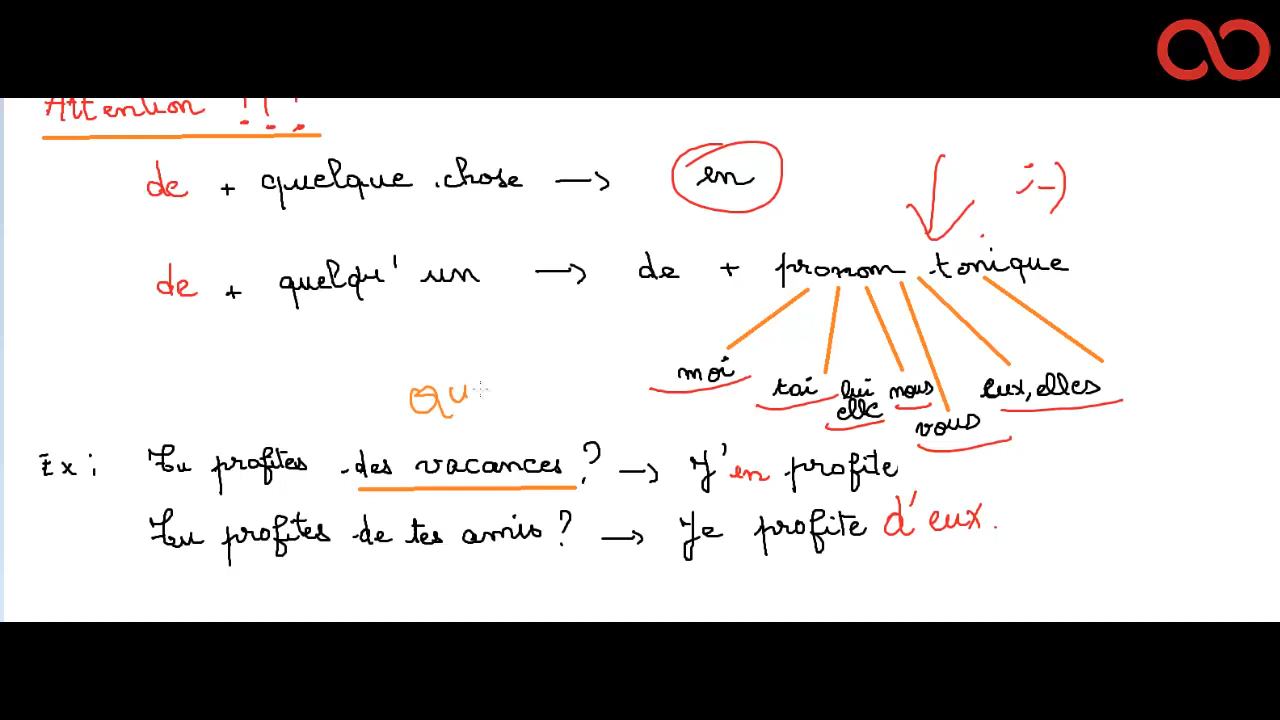 Attention !!!
de + quelque chose → en
;-)
de + quelqu'un → de + pronom tonique
moi toi lui elle nous vous eux, elles
Qu
Ex : Tu profites des vacances ? → J'en profite
Tu profites de tes amis ? → Je profite d'eux.